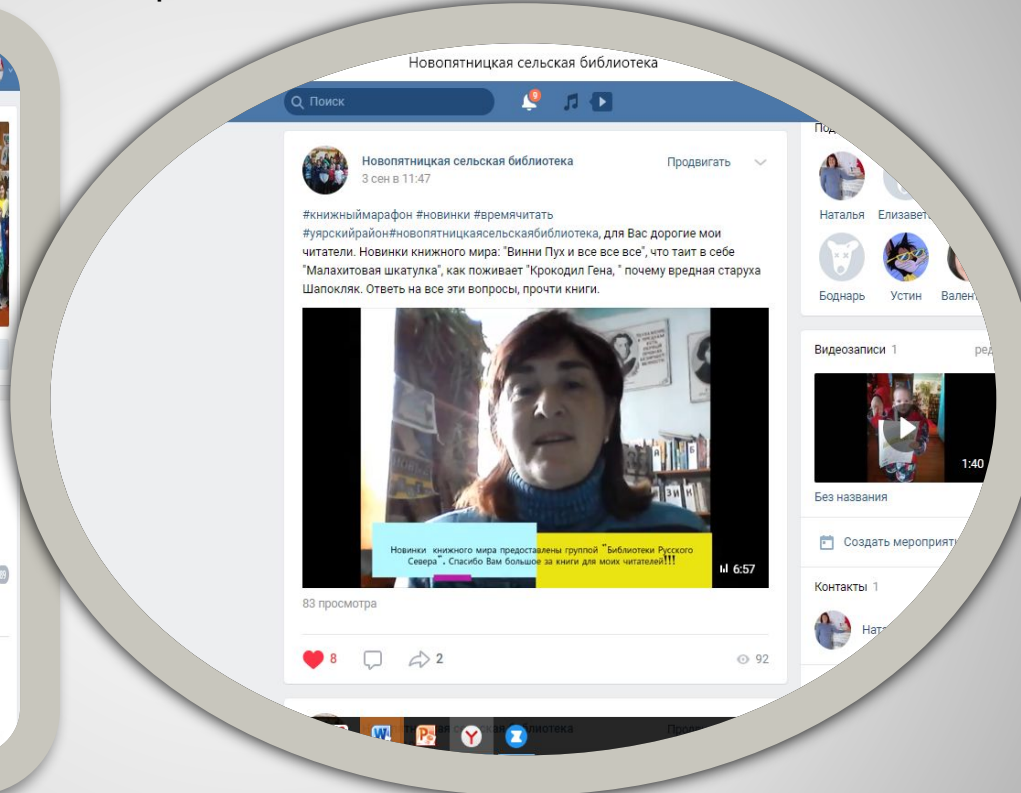 Новопятницкая сельская библиотека
Поиск
9
Новопятницкая сельская библиотека
3 сен в 11:47
Продвигать
#книжныймарафон #новинки #времячитать
#уярскийрайон#новопятницкаясельскаябиблиотека, для Вас дорогие мои
читатели. Новинки книжного мира: "Винни Пух и все все все", что таит в себе
"Малахитовая шкатулка", как поживает "Крокодил Гена, " почему вредная старуха
Шапокляк. Ответь на все эти вопросы, прочти книги.
Новинки книжного мира предоставлены группой "Библиотеки Русского
Севера". Спасибо Вам большое за книги для моих читателей!!!
6:57
83 просмотра
8
2
92
Наталья
Боднарь Устин
Видеозаписи 1
1:40
Без названия
Создать
Контакты 1